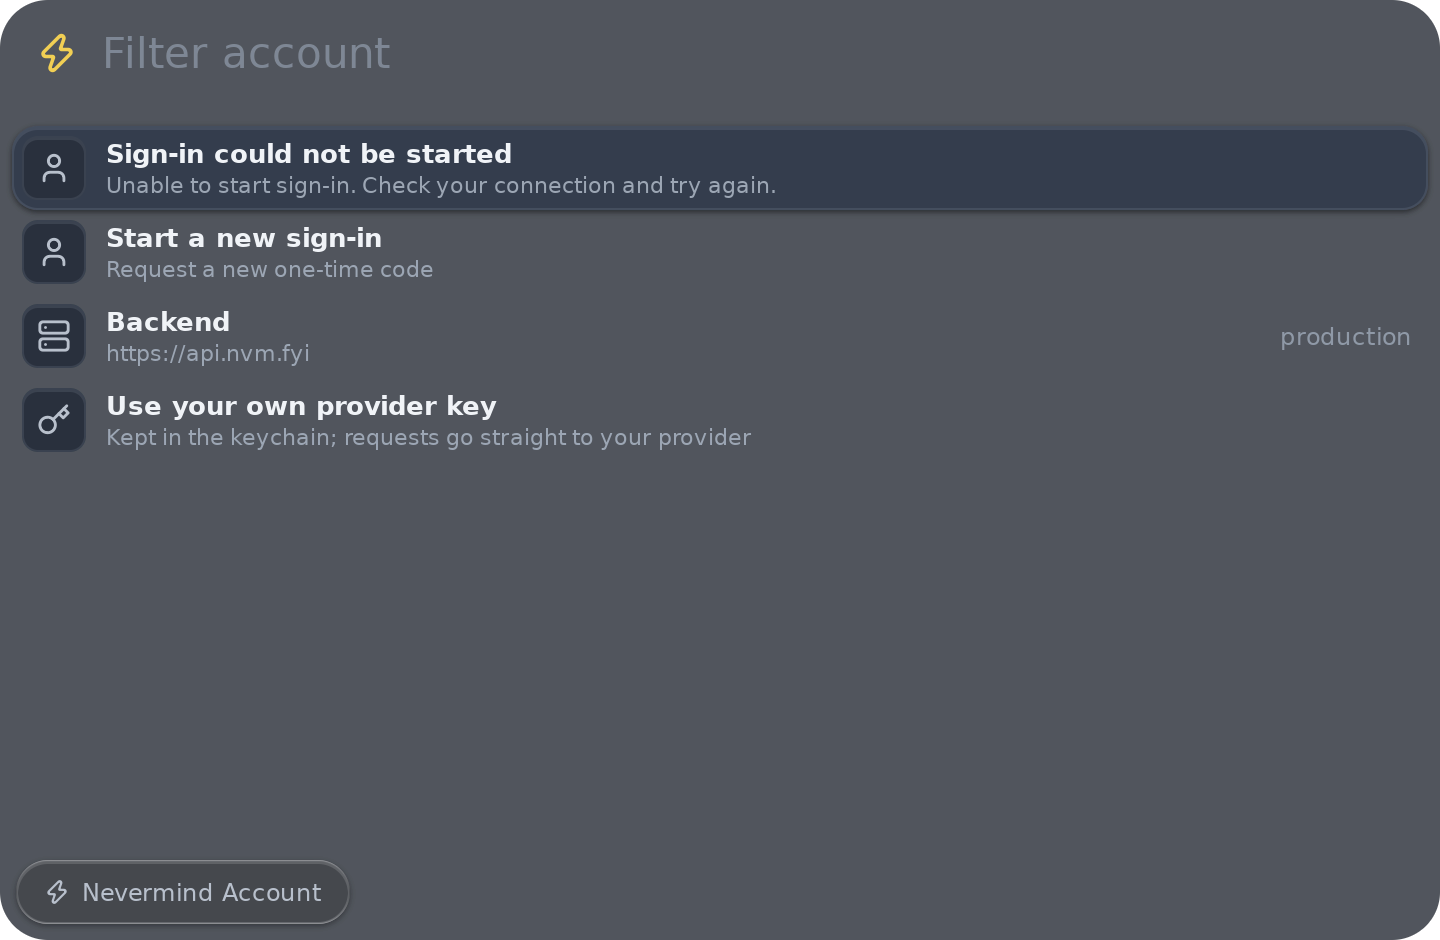 Filter account
Sign-in could not be started
Unable to start sign-in. Check your connection and try again.
Start a new sign-in
Request a new one-time code
Backend
https://api.nvm.fyi
production
Use your own provider key
Kept in the keychain; requests go straight to your provider
Nevermind Account